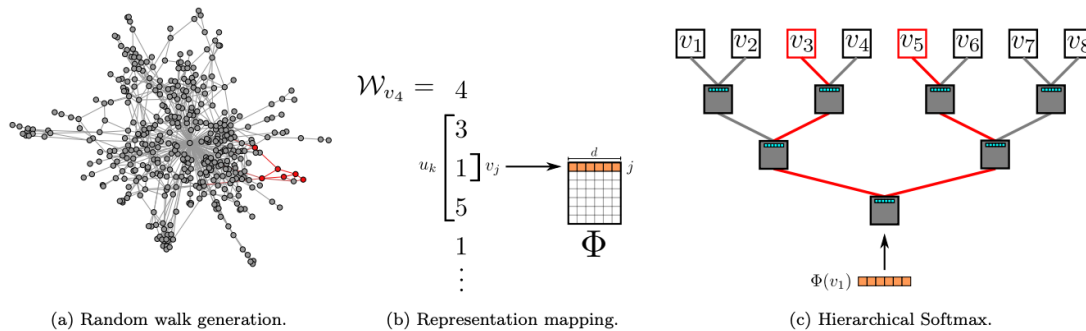 v₁ v₂ v₃ v₄ v₅ v₆ v₇ v₈
𝒲ᵥ₄ = 4
3
uₖ 1 vⱼ
5
1
⋮
d
j
Φ
Φ(v₁)
(a) Random walk generation.
(b) Representation mapping.
(c) Hierarchical Softmax.